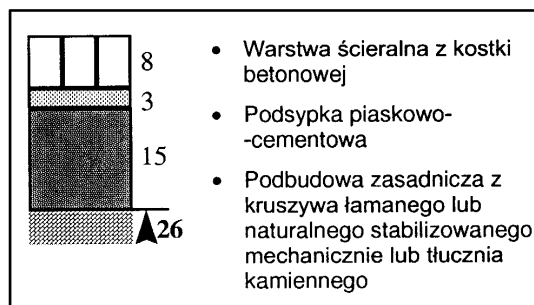 8
3
15
26
• Warstwa ścieralna z kostki
betonowej
• Podsypka piaskowo-
-cementowa
• Podbudowa zasadnicza z
kruszywa łamanego lub
naturalnego stabilizowanego
mechanicznie lub tłucznia
kamiennego